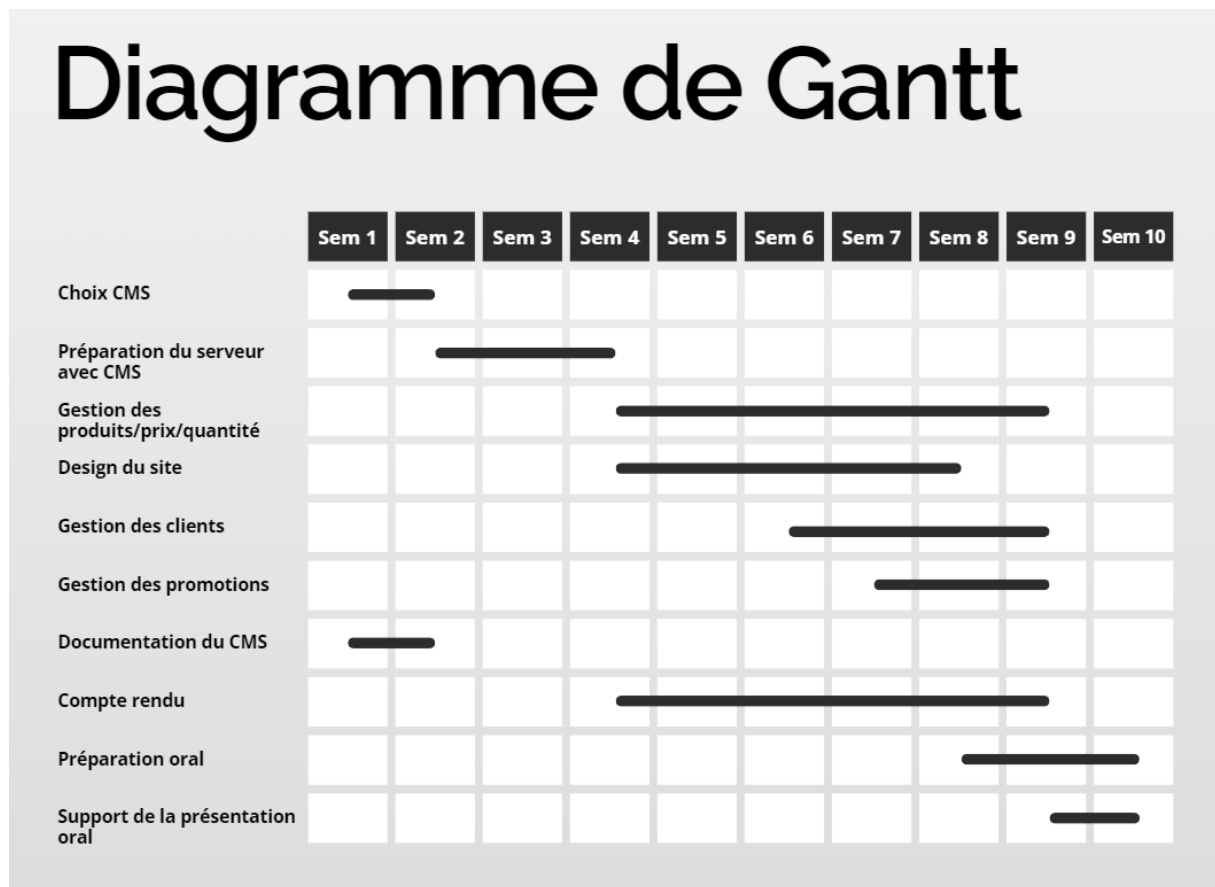 Diagramme de Gantt
Sem 1 Sem 2 Sem 3 Sem 4 Sem 5 Sem 6 Sem 7 Sem 8 Sem 9 Sem 10
Choix CMS
Préparation du serveur
avec CMS
Gestion des
produits/prix/quantité
Design du site
Gestion des clients
Gestion des promotions
Documentation du CMS
Compte rendu
Préparation oral
Support de la présentation
oral